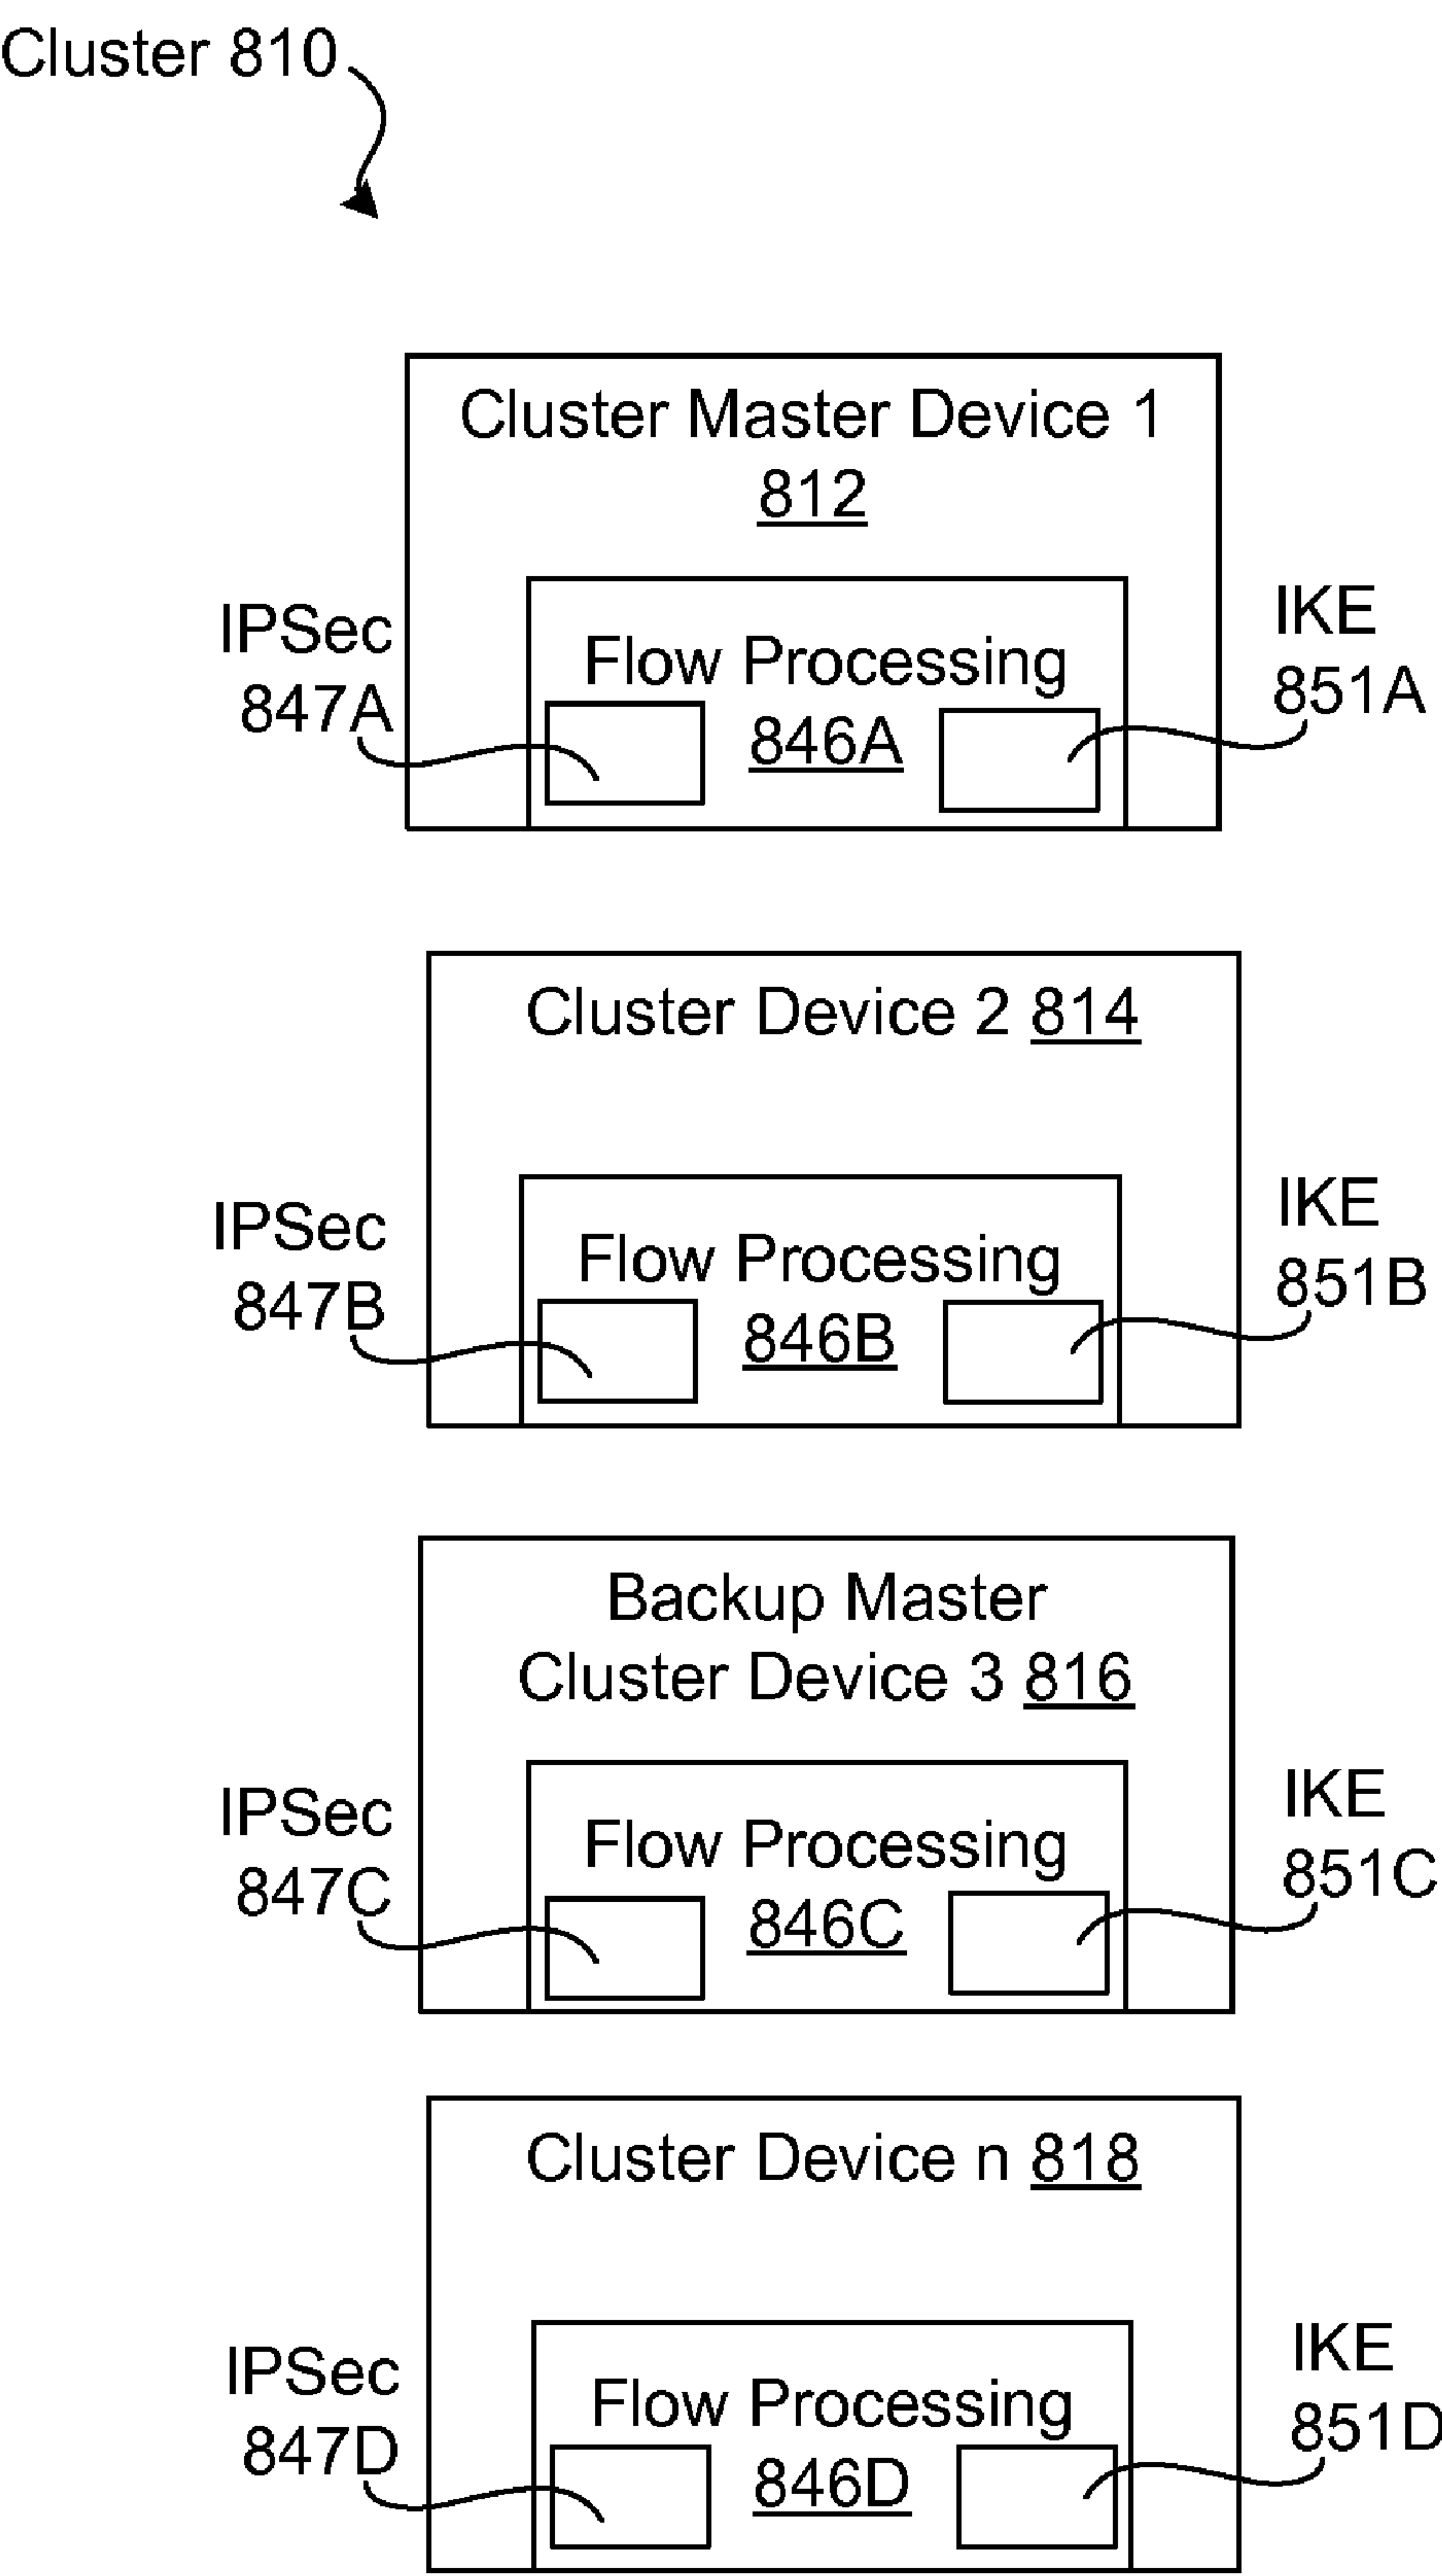 Cluster 810
Cluster Master Device 1
812
IPSec
847A
Flow Processing
846A
IKE
851A
Cluster Device 2 814
IPSec
847B
Flow Processing
846B
IKE
851B
Backup Master
Cluster Device 3 816
IPSec
847C
Flow Processing
846C
IKE
851C
Cluster Device n 818
IPSec
847D
Flow Processing
846D
IKE
851D